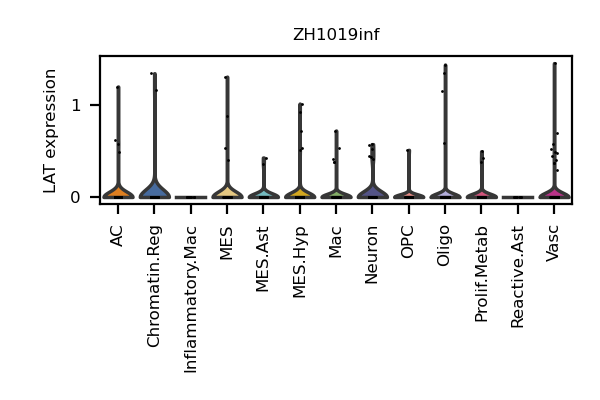 ZH1019inf
LAT expression
1
0
AC
Chromatin.Reg
Inflammatory.Mac
MES
MES.Ast
MES.Hyp
Mac
Neuron
OPC
Oligo
Prolif.Metab
Reactive.Ast
Vasc